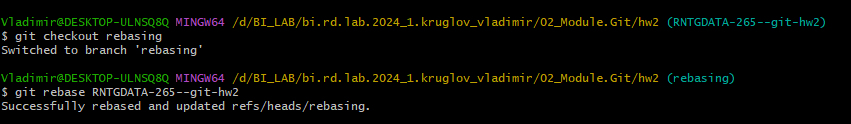 Vladimir@DESKTOP-ULNSQ8Q MINGW64 /d/BI_LAB/bi.rd.lab.2024_1.kruglov_vladimir/02_Module.Git/hw2 (RNTGDATA-265--git-hw2)
$ git checkout rebasing
Switched to branch 'rebasing'
Vladimir@DESKTOP-ULNSQ8Q MINGW64 /d/BI_LAB/bi.rd.lab.2024_1.kruglov_vladimir/02_Module.Git/hw2 (rebasing)
$ git rebase RNTGDATA-265--git-hw2
Successfully rebased and updated refs/heads/rebasing.